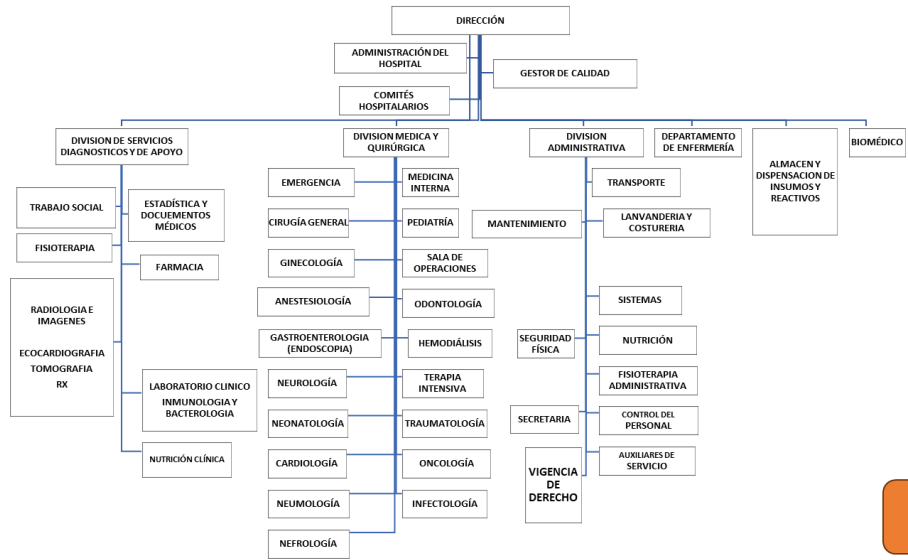 DIRECCIÓN
ADMINISTRACIÓN DEL
HOSPITAL
GESTOR DE CALIDAD
COMITÉS
HOSPITALARIOS
DIVISION DE SERVICIOS
DIAGNOSTICOS Y DE APOYO
DIVISION MEDICA Y
QUIRÚRGICA
DIVISION
ADMINISTRATIVA
DEPARTAMENTO
DE ENFERMERÍA
ALMACEN Y
DISPENSACION DE
INSUMOS Y
REACTIVOS
BIOMÉDICO
TRABAJO SOCIAL
ESTADÍSTICA Y
DOCUEMENTOS
MÉDICOS
FISIOTERAPIA
FARMACIA
RADIOLOGIA E
IMAGENES
ECOCARDIOGRAFIA
TOMOGRAFIA
RX
LABORATORIO CLINICO
INMUNOLOGIA Y
BACTEROLOGIA
NUTRICIÓN CLÍNICA
EMERGENCIA
MEDICINA
INTERNA
CIRUGÍA GENERAL
PEDIATRÍA
GINECOLOGÍA
SALA DE
OPERACIONES
ANESTESIOLOGÍA
ODONTOLOGÍA
GASTROENTEROLOGIA
(ENDOSCOPIA)
HEMODIÁLISIS
NEUROLOGÍA
TERAPIA
INTENSIVA
NEONATOLOGÍA
TRAUMATOLOGÍA
CARDIOLOGÍA
ONCOLOGÍA
NEUMOLOGÍA
INFECTOLOGÍA
NEFROLOGÍA
TRANSPORTE
MANTENIMIENTO
LANVANDERIA Y
COSTURERIA
SISTEMAS
SEGURIDAD
FÍSICA
NUTRICIÓN
FISIOTERAPIA
ADMINISTRATIVA
SECRETARIA
CONTROL DEL
PERSONAL
AUXILIARES DE
SERVICIO
VIGENCIA
DE
DERECHO